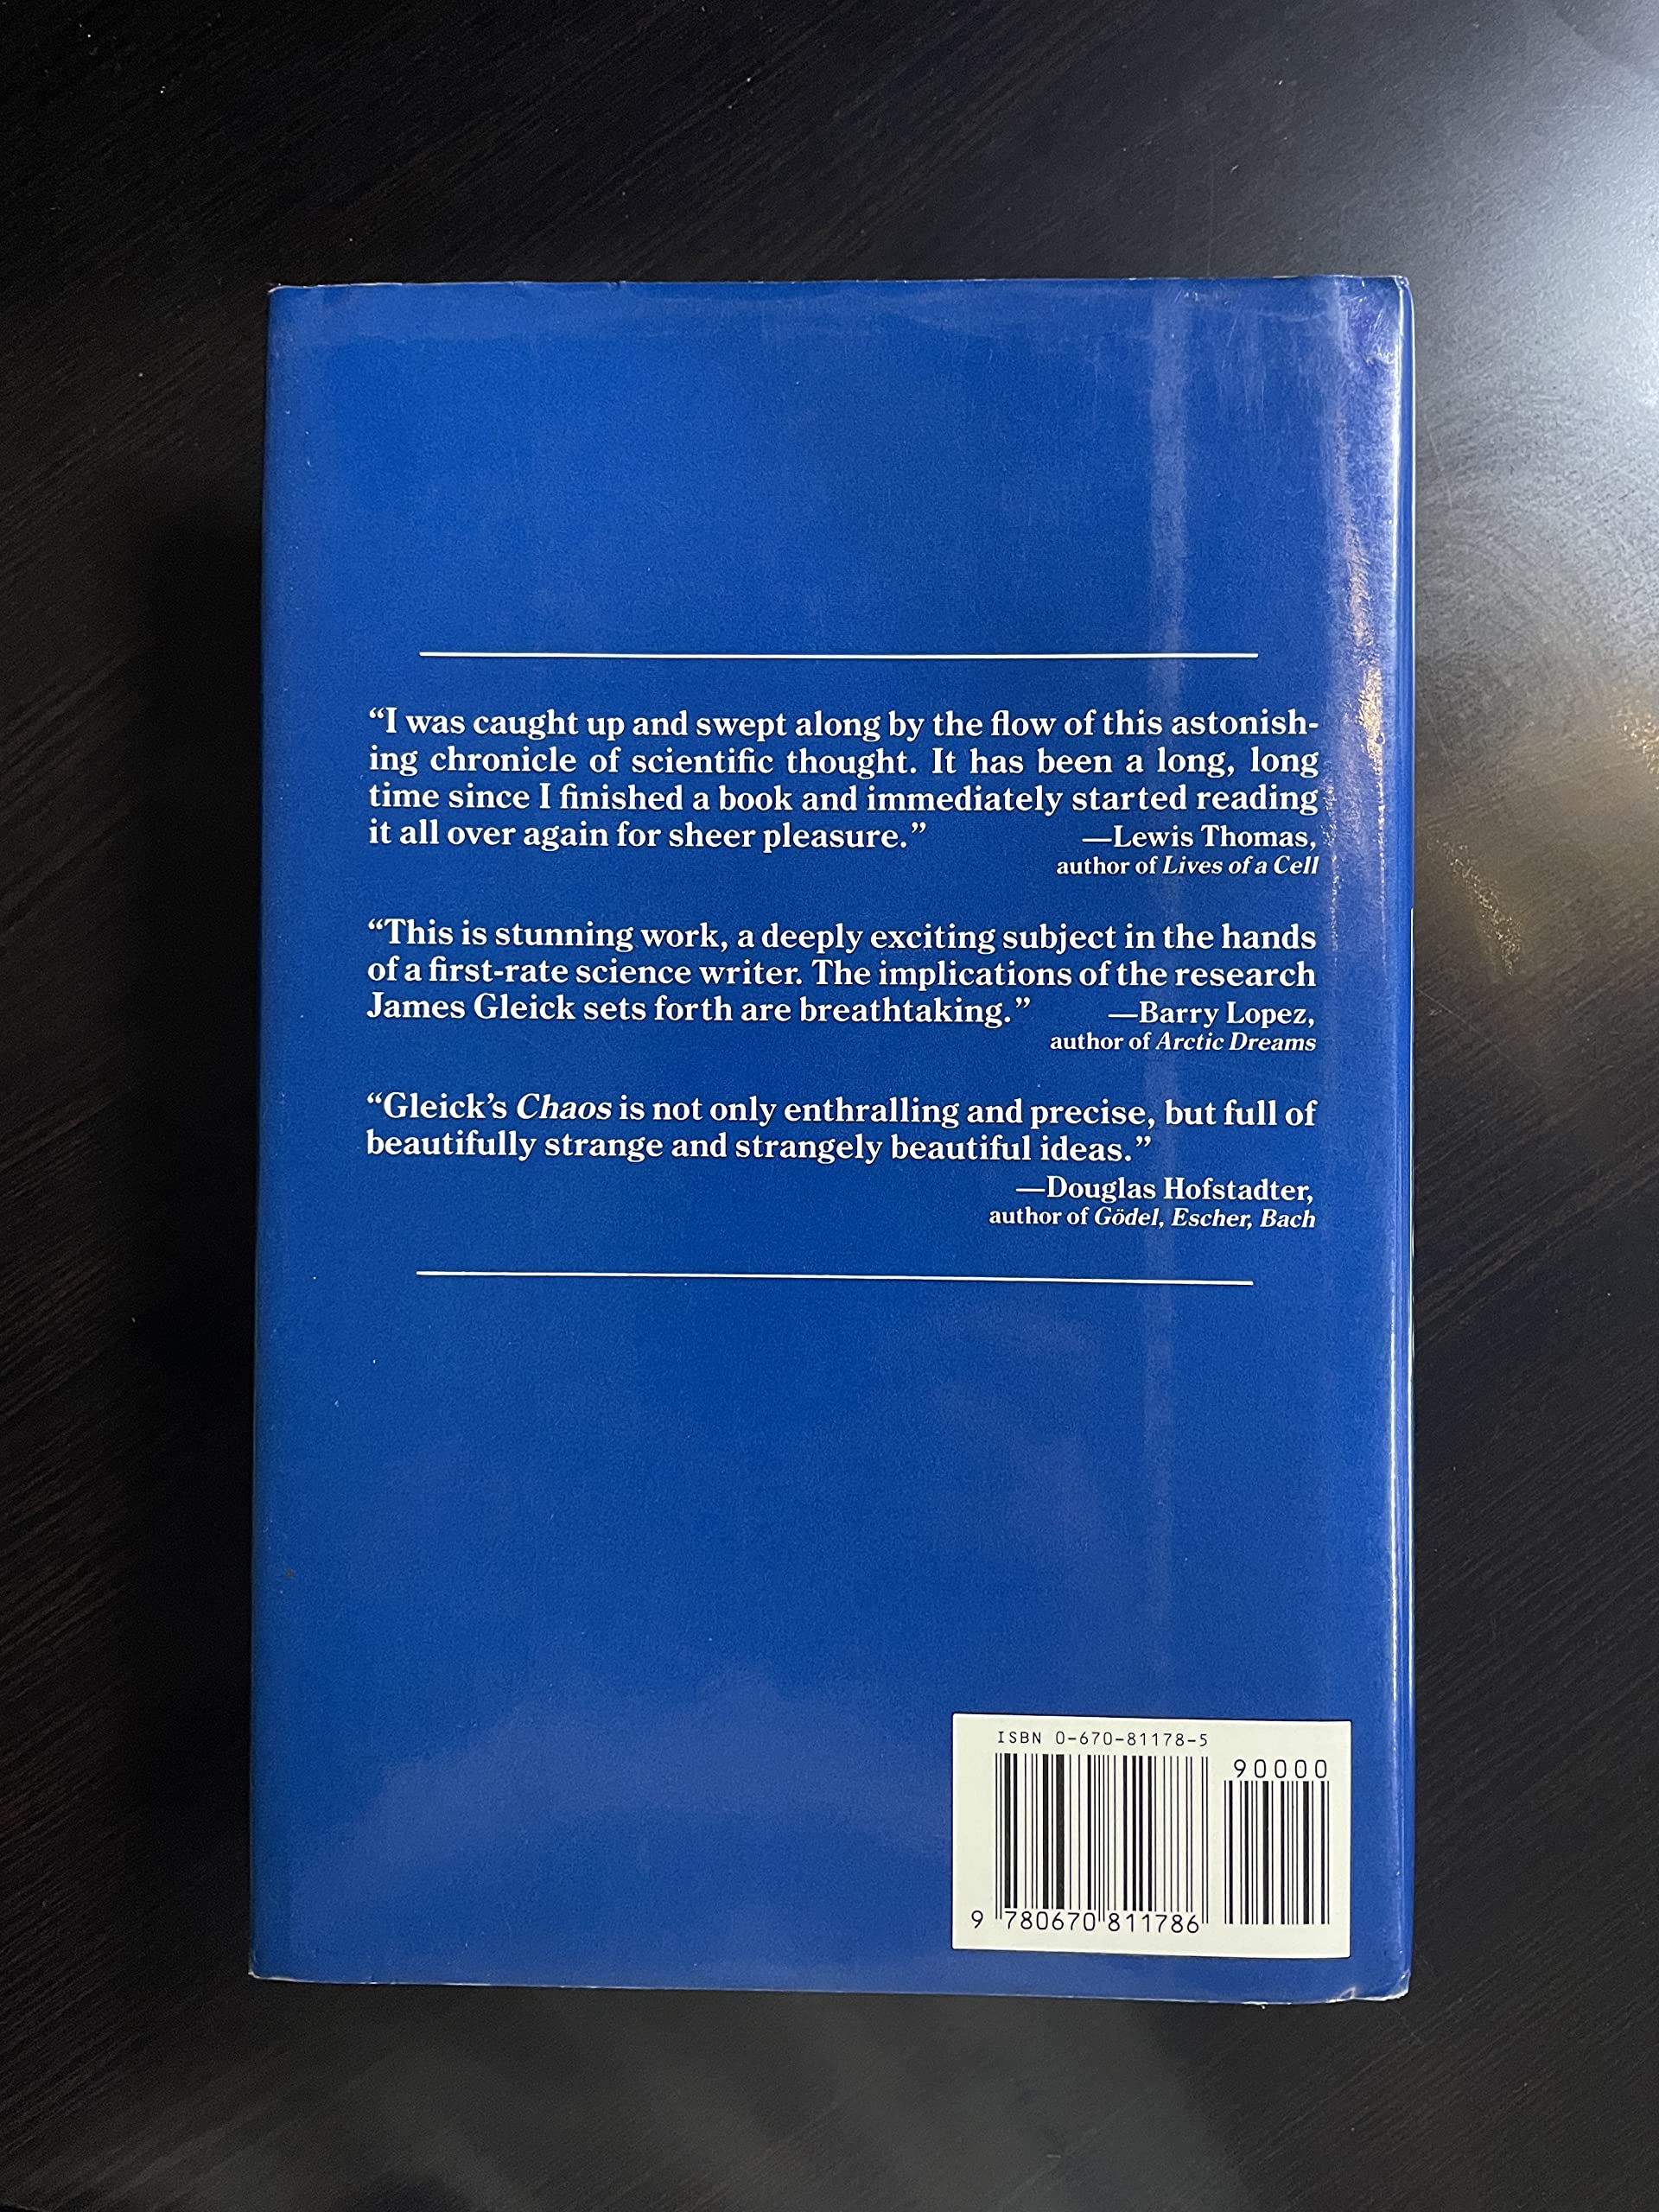 “I was caught up and swept along by the flow of this astonish-
ing chronicle of scientific thought. It has been a long, long
time since I finished a book and immediately started reading
it all over again for sheer pleasure.” —Lewis Thomas,
author of Lives of a Cell
“This is stunning work, a deeply exciting subject in the hands
of a first-rate science writer. The implications of the research
James Gleick sets forth are breathtaking.” —Barry Lopez,
author of Arctic Dreams
“Gleick’s Chaos is not only enthralling and precise, but full of
beautifully strange and strangely beautiful ideas.”
—Douglas Hofstadter,
author of Gödel, Escher, Bach
ISBN 0-670-81178-5
90000
9 780670 811786